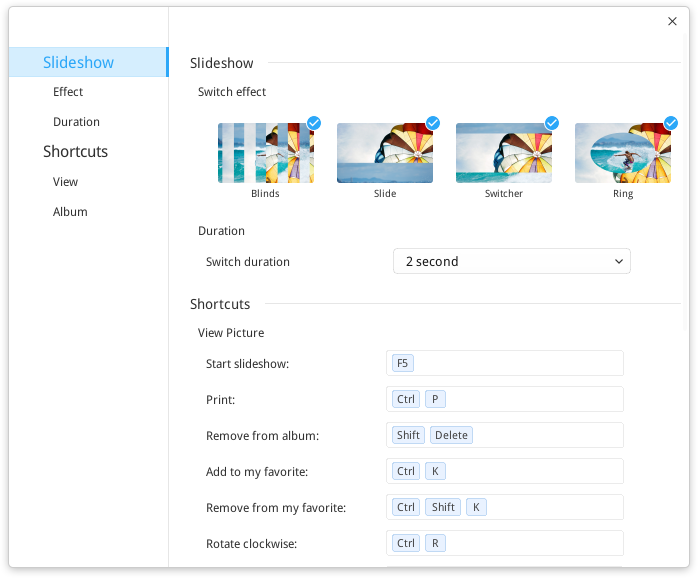 Slideshow
Effect
Duration
Shortcuts
View
Album
Slideshow
Switch effect
Blinds
Slide
Switcher
Ring
Duration
Switch duration
2 second
Shortcuts
View Picture
Start slideshow: F5
Print: Ctrl P
Remove from album: Shift Delete
Add to my favorite: Ctrl K
Remove from my favorite: Ctrl Shift K
Rotate clockwise: Ctrl R